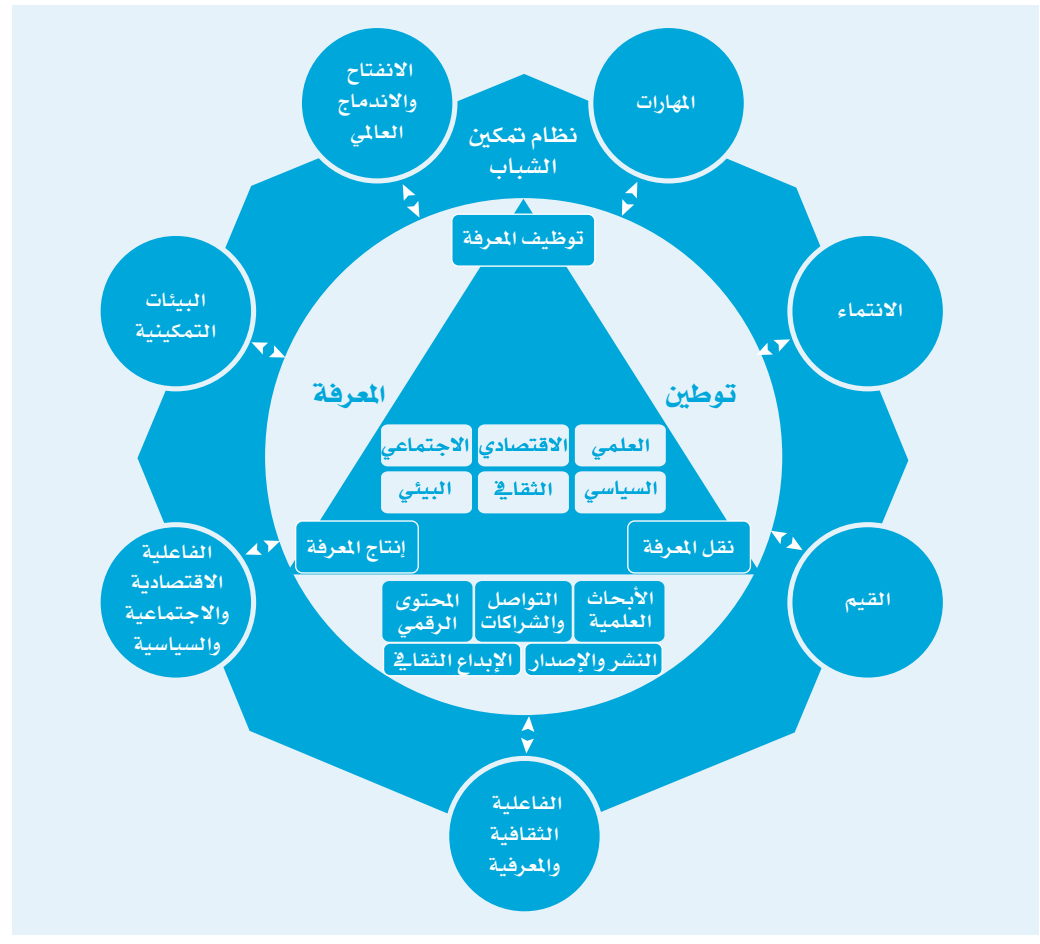 نظام تمكين
الشباب
المهارات
الانتماء
القيم
الفاعلية
الثقافية
والمعرفية
الفاعلية
الاقتصادية
والاجتماعية
والسياسية
البيئات
التمكينية
الانفتاح
والاندماج
العالمي
توظيف المعرفة
توطين
المعرفة
العلمي
الاقتصادي
الاجتماعي
السياسي
الثقافي
البيئي
نقل المعرفة
إنتاج المعرفة
الأبحاث
العلمية
التواصل
والشراكات
المحتوى
الرقمي
النشر والإصدار
الإبداع الثقافي